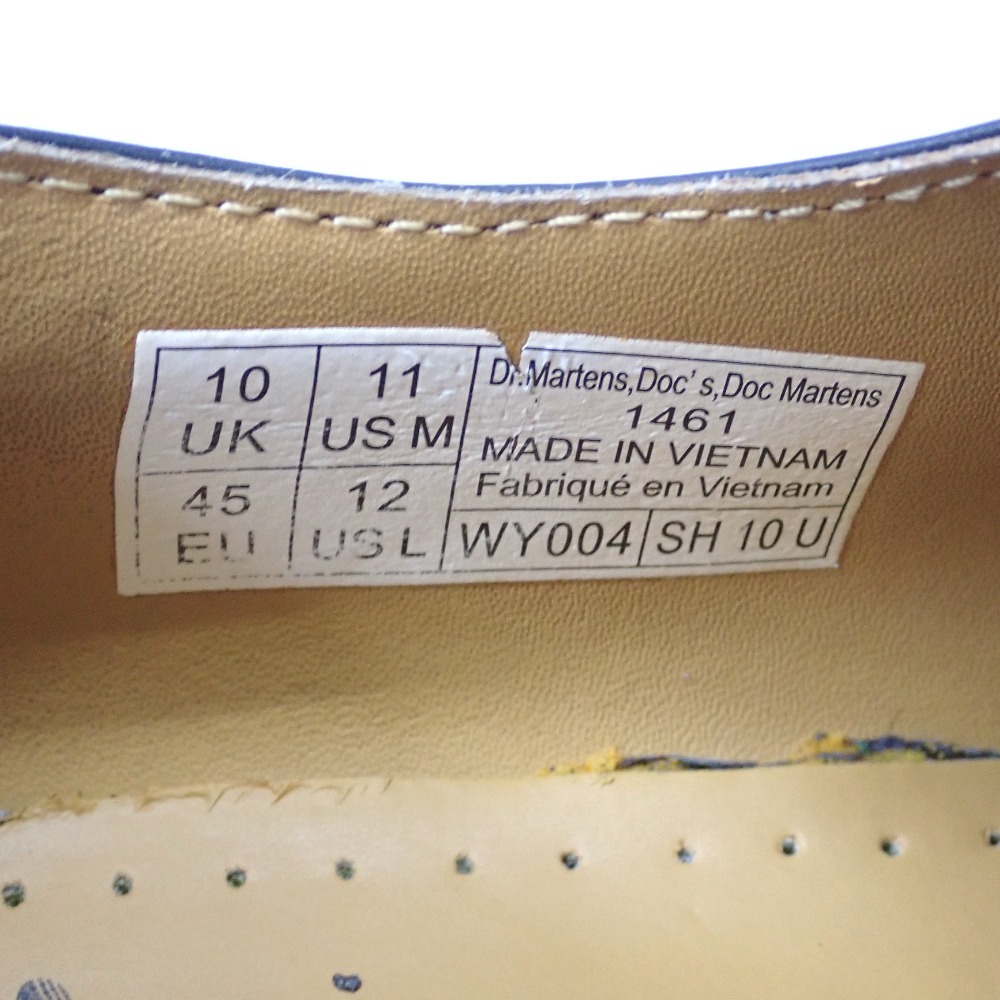 10
UK
11
US M
45
EU
12
US L
Dr.Martens,Doc's,Doc Martens
1461
MADE IN VIETNAM
Fabriqué en Vietnam
WY004
SH 10 U